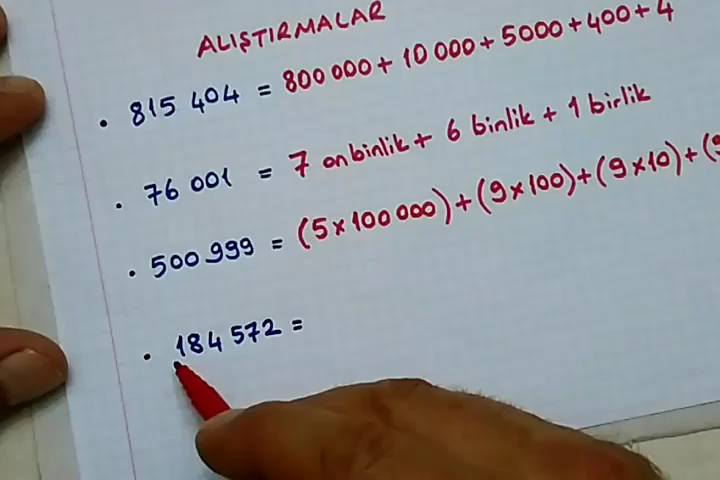 ALIŞTIRMALAR
. 815 404 = 800 000 + 10 000 + 5000 + 400 + 4
. 76 001 = 7 onbinlik + 6 binlik + 1 birlik
. 500 999 = (5 x 100 000) + (9 x 100) + (9 x 10) + (9
. 184 572 =